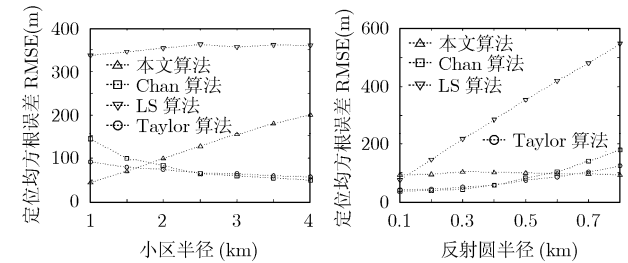 定位均方根误差 RMSE(m)
400
300
200
100
0
本文算法
Chan 算法
LS 算法
Taylor 算法
1
2
3
4
小区半径 (km)
定位均方根误差 RMSE(m)
600
400
200
0
本文算法
Chan 算法
LS 算法
Taylor 算法
0.1
0.3
0.5
0.7
反射圆半径 (km)